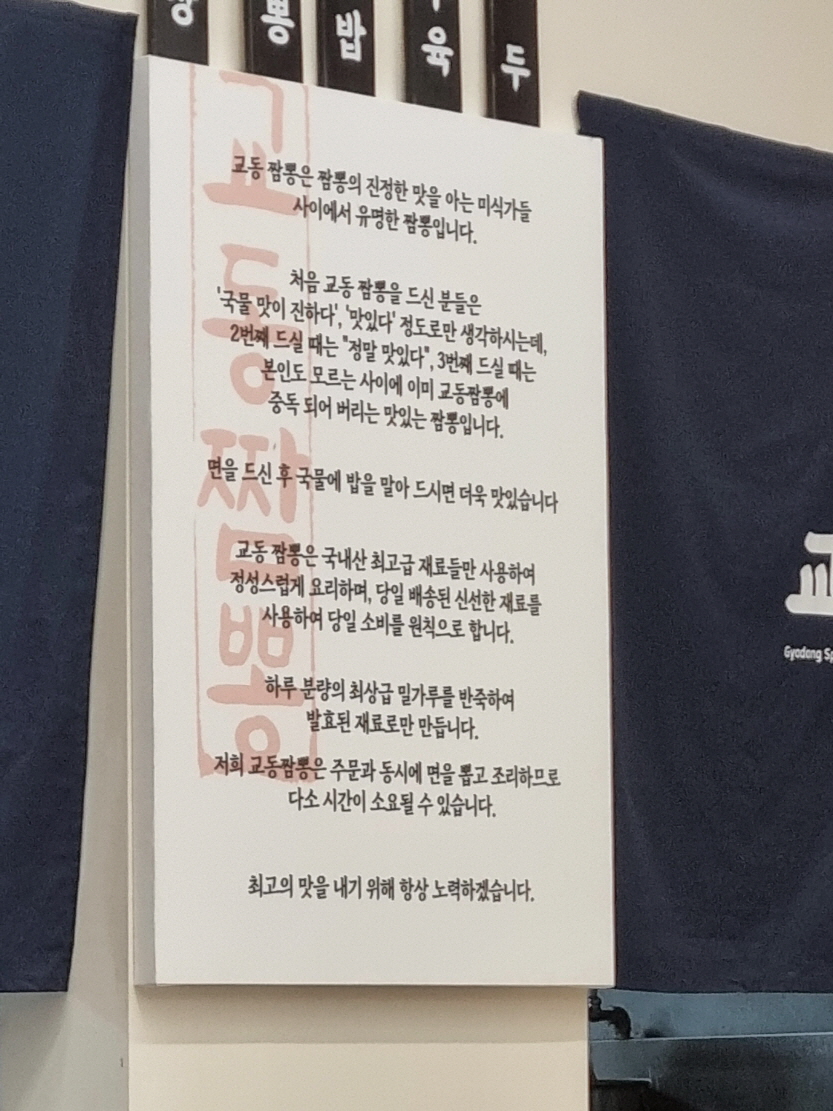 뽕
밥
육
두
교동짬뽕
교동 짬뽕은 짬뽕의 진정한 맛을 아는 미식가들
사이에서 유명한 짬뽕입니다.
처음 교동 짬뽕을 드신 분들은
'국물 맛이 진하다', '맛있다' 정도로만 생각하시는데,
2번째 드실 때는 "정말 맛있다", 3번째 드실 때는
본인도 모르는 사이에 이미 교동짬뽕에
중독 되어 버리는 맛있는 짬뽕입니다.
면을 드신 후 국물에 밥을 말아 드시면 더욱 맛있습니다
교동 짬뽕은 국내산 최고급 재료들만 사용하여
정성스럽게 요리하며, 당일 배송된 신선한 재료를
사용하여 당일 소비를 원칙으로 합니다.
하루 분량의 최상급 밀가루를 반죽하여
발효된 재료로만 만듭니다.
저희 교동짬뽕은 주문과 동시에 면을 뽑고 조리하므로
다소 시간이 소요될 수 있습니다.
최고의 맛을 내기 위해 항상 노력하겠습니다.
교
Gyodong